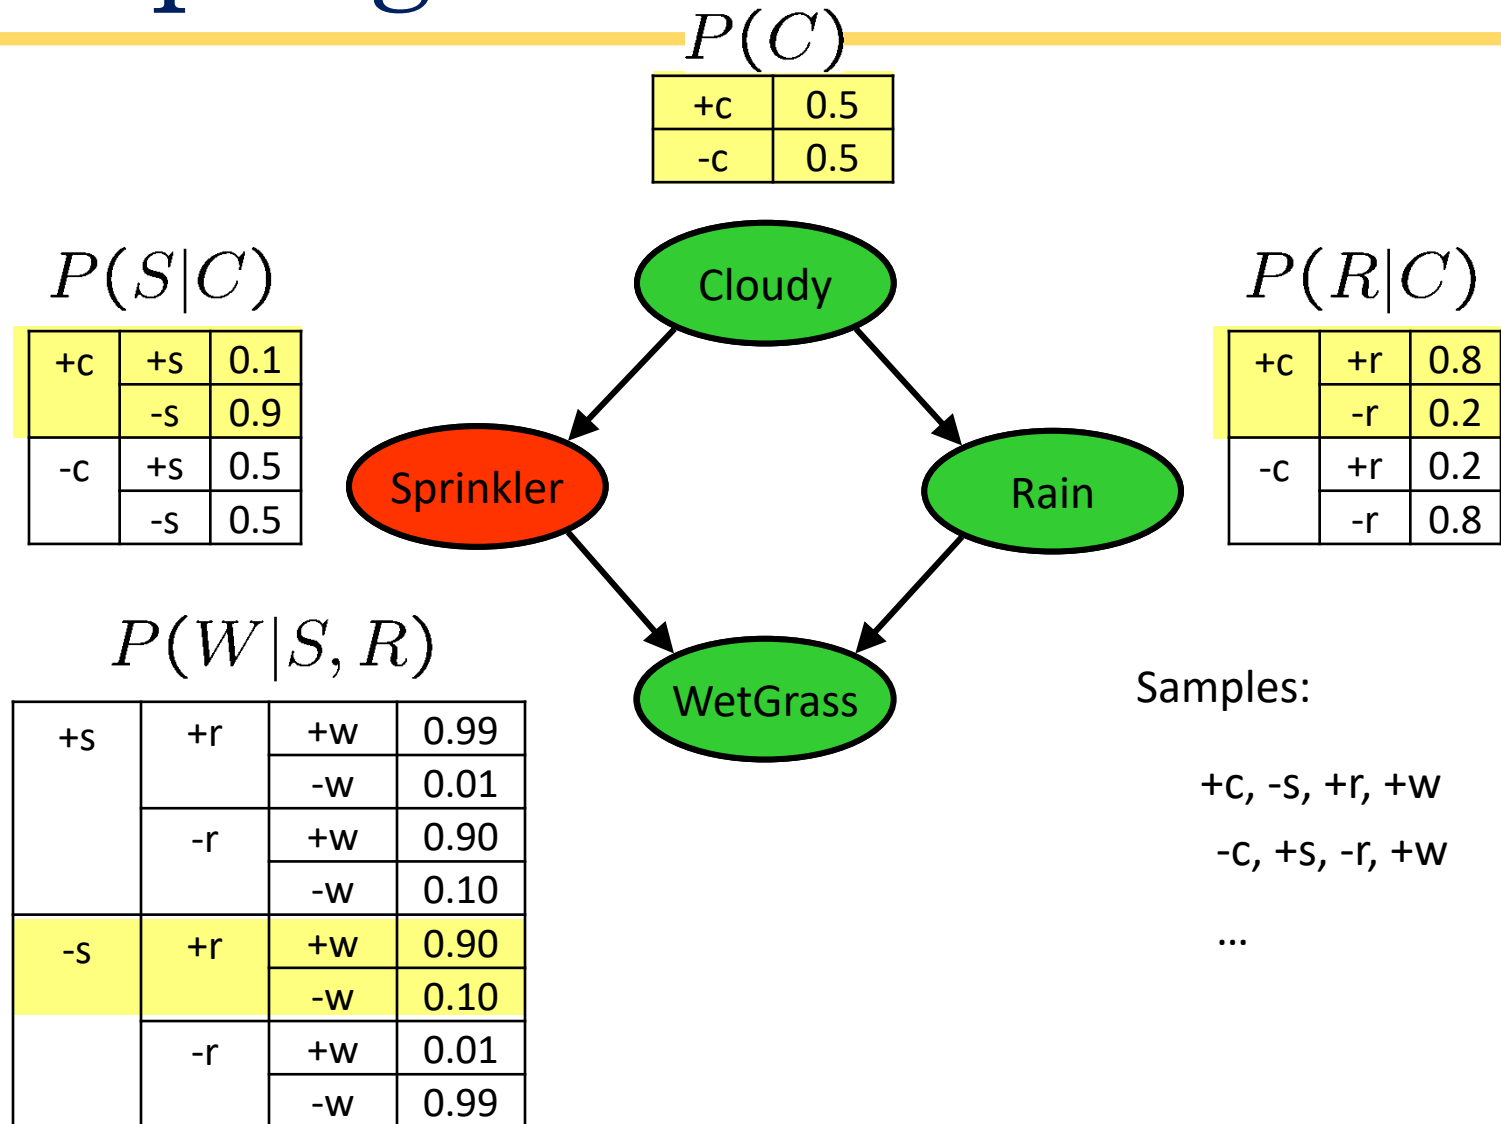 P(C)
+c 0.5
-c 0.5
P(S|C)
+c +s 0.1
-s 0.9
-c +s 0.5
-s 0.5
Cloudy
P(R|C)
+c +r 0.8
-r 0.2
-c +r 0.2
-r 0.8
Sprinkler
Rain
P(W|S, R)
+s +r +w 0.99
-w 0.01
-r +w 0.90
-w 0.10
-s +r +w 0.90
-w 0.10
-r +w 0.01
-w 0.99
WetGrass
Samples:
+c, -s, +r, +w
-c, +s, -r, +w
...